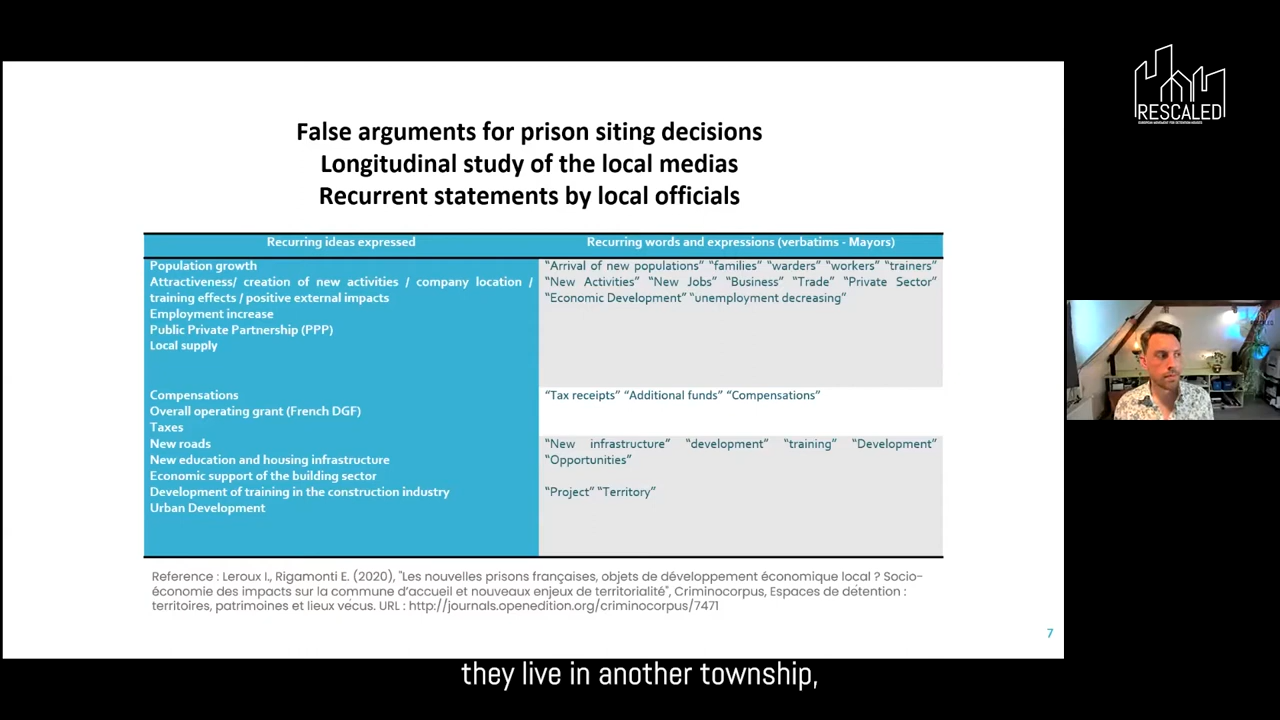 RESCALED
EUROPEAN MOVEMENT FOR DETENTION HOUSES
False arguments for prison siting decisions
Longitudinal study of the local medias
Recurrent statements by local officials
Recurring ideas expressed
Recurring words and expressions (verbatims - Mayors)
Population growth
Attractiveness/ creation of new activities / company location /
training effects / positive external impacts
Employment increase
Public Private Partnership (PPP)
Local supply
“Arrival of new populations” “families” “warders” “workers” “trainers”
“New Activities” “New Jobs” “Business” “Trade” “Private Sector”
“Economic Development” “unemployment decreasing”
Compensations
Overall operating grant (French DGF)
Taxes
“Tax receipts” “Additional funds” “Compensations”
New roads
New education and housing infrastructure
Economic support of the building sector
Development of training in the construction industry
Urban Development
“New infrastructure” “development” “training” “Development”
“Opportunities”
“Project” “Territory”
Reference : Leroux I., Rigamonti E. (2020), "Les nouvelles prisons françaises, objets de développement économique local ? Socio-
économie des impacts sur la commune d’accueil et nouveaux enjeux de territorialité", Criminocorpus, Espaces de détention :
territoires, patrimoines et lieux vécus. URL : http://journals.openedition.org/criminocorpus/7471
7
they live in another township,